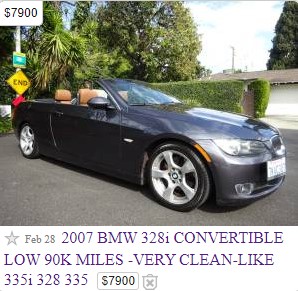 $7900
END
Feb 28 2007 BMW 328i CONVERTIBLE
LOW 90K MILES -VERY CLEAN-LIKE
335i 328 335 $7900